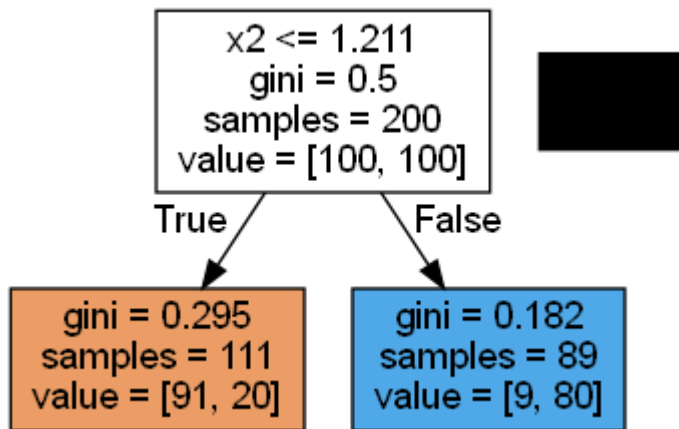 x2 <= 1.211
gini = 0.5
samples = 200
value = [100, 100]
True
False
gini = 0.295
samples = 111
value = [91, 20]
gini = 0.182
samples = 89
value = [9, 80]